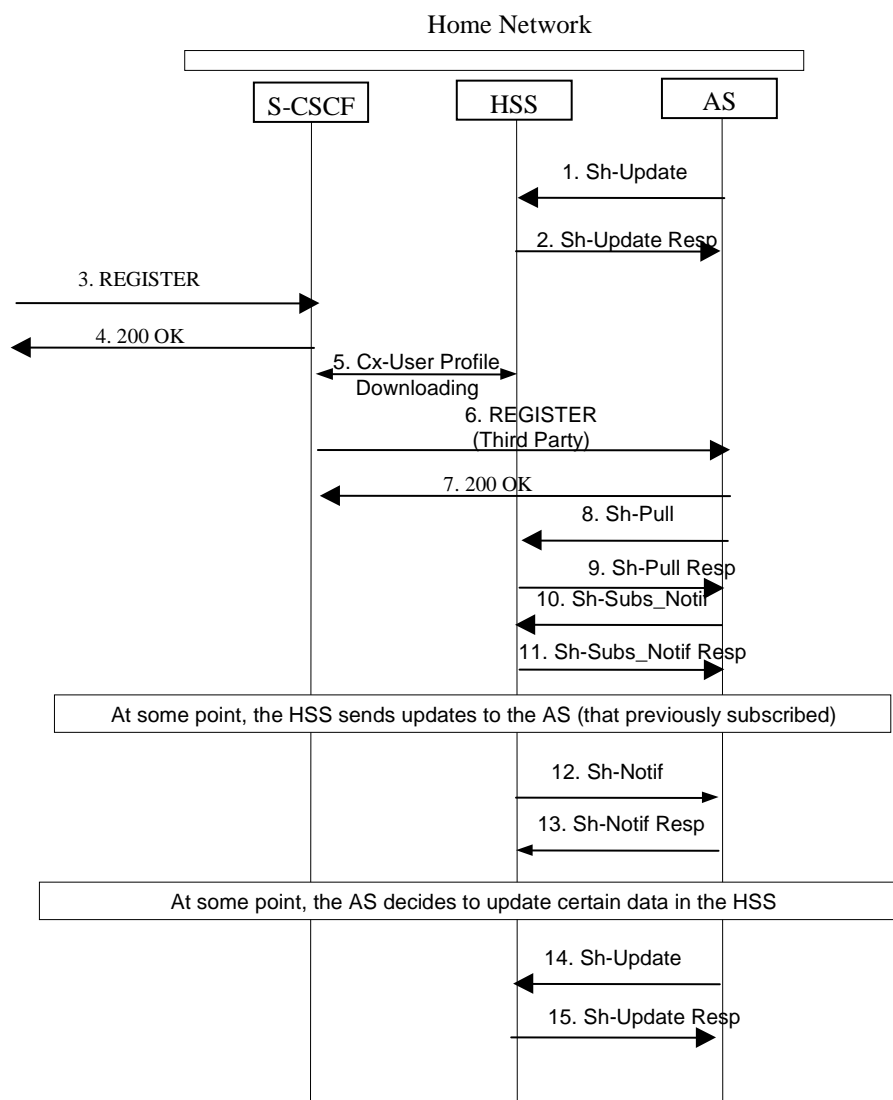 Home Network
S-CSCF
HSS
AS
1. Sh-Update
2. Sh-Update Resp
3. REGISTER
4. 200 OK
5. Cx-User Profile
Downloading
6. REGISTER
(Third Party)
7. 200 OK
8. Sh-Pull
9. Sh-Pull Resp
10. Sh-Subs_Notif
11. Sh-Subs_Notif Resp
At some point, the HSS sends updates to the AS (that previously subscribed)
12. Sh-Notif
13. Sh-Notif Resp
At some point, the AS decides to update certain data in the HSS
14. Sh-Update
15. Sh-Update Resp